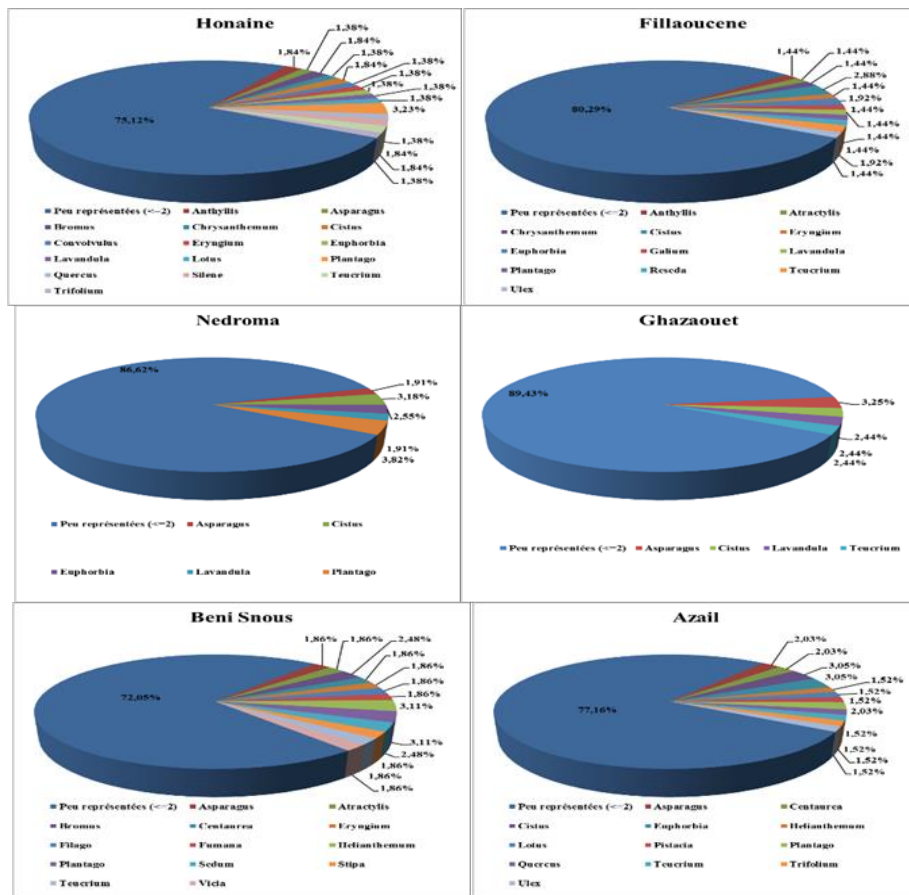 Honaine
1,84%
1,38%
1.84%
1,38%
1.84%
1,38%
1,38%
1,38%
1,38%
1,38%
3,23%
75,12%
1,38%
1,84%
1,84%
1,38%
Peu représentées (<=2) Anthyllis Asparagus
Bromus Chrysanthemum Cistus
Convolvulus Eryngium Euphorbia
Lavandula Lotus Plantago
Quercus Silene Teucrium
Trifolium
Fillaoucene
1,44%
1,44%
1,44%
2,88%
1,44%
1,92%
1,44%
1,44%
80,29%
1,44%
1,44%
1,92%
1,44%
Peu représentées (<=2) Anthyllis Atractylis
Chrysanthemum Cistus Eryngium
Euphorbia Galium Lavandula
Plantago Reseda Teucrium
Ulex
Nedroma
86,62%
1,91%
3,18%
2,55%
1,91%
3,82%
Peu représentées (<=2) Asparagus Cistus
Euphorbia Lavandula Plantago
Ghazaouet
89,43%
3,25%
2,44%
2,44%
2,44%
Peu représentées (<=2) Asparagus Cistus Lavandula Teucrium
Beni Snous
1,86%
1,86%
2,48%
1,86%
1,86%
1,86%
1,86%
3,11%
72,05%
3,11%
2,48%
1,86%
1,86%
1,86%
Peu représentées (<=2) Asparagus Atractylis
Bromus Centaurea Eryngium
Filago Fumana Helianthemum
Plantago Sedum Stipa
Teucrium Vicia
Azail
2,03%
2,03%
3,05%
3,05%
1,52%
1,52%
1,52%
2,03%
77,16%
1,52%
1,52%
1,52%
1,52%
Peu représentées (<=2) Asparagus Centaurea
Cistus Euphorbia Helianthemum
Lotus Pistacia Plantago
Quercus Teucrium Trifolium
Ulex